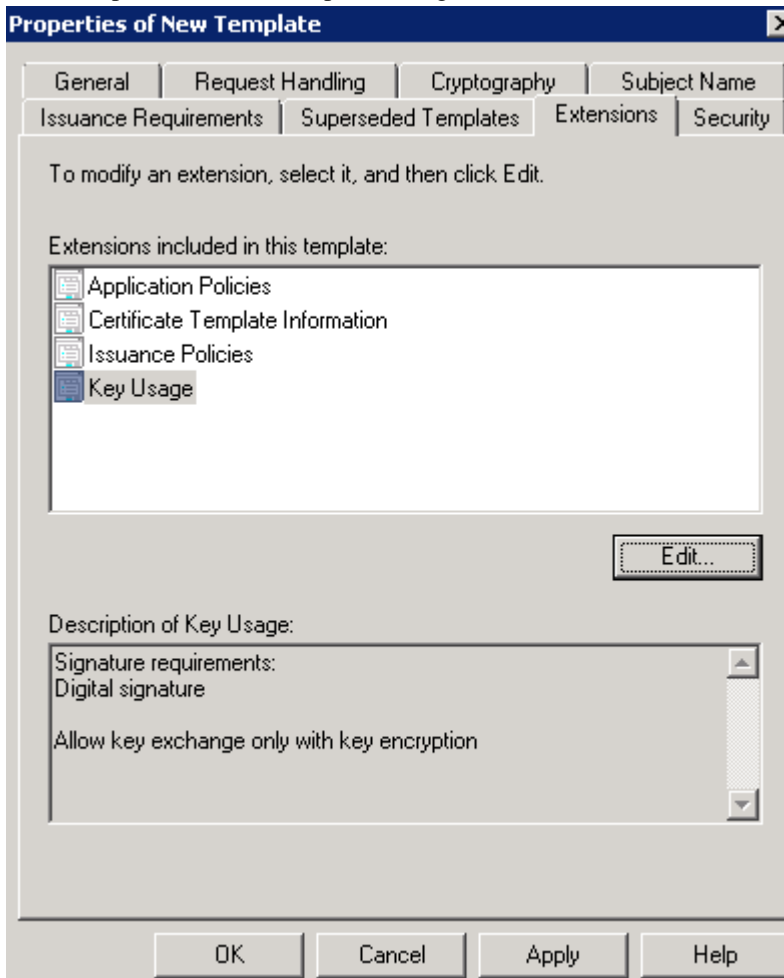 Properties of New Template
General Request Handling Cryptography Subject Name
Issuance Requirements Superseded Templates Extensions Security
To modify an extension, select it, and then click Edit.
Extensions included in this template:
Application Policies
Certificate Template Information
Issuance Policies
Key Usage
Edit...
Description of Key Usage:
Signature requirements:
Digital signature
Allow key exchange only with key encryption
OK Cancel Apply Help